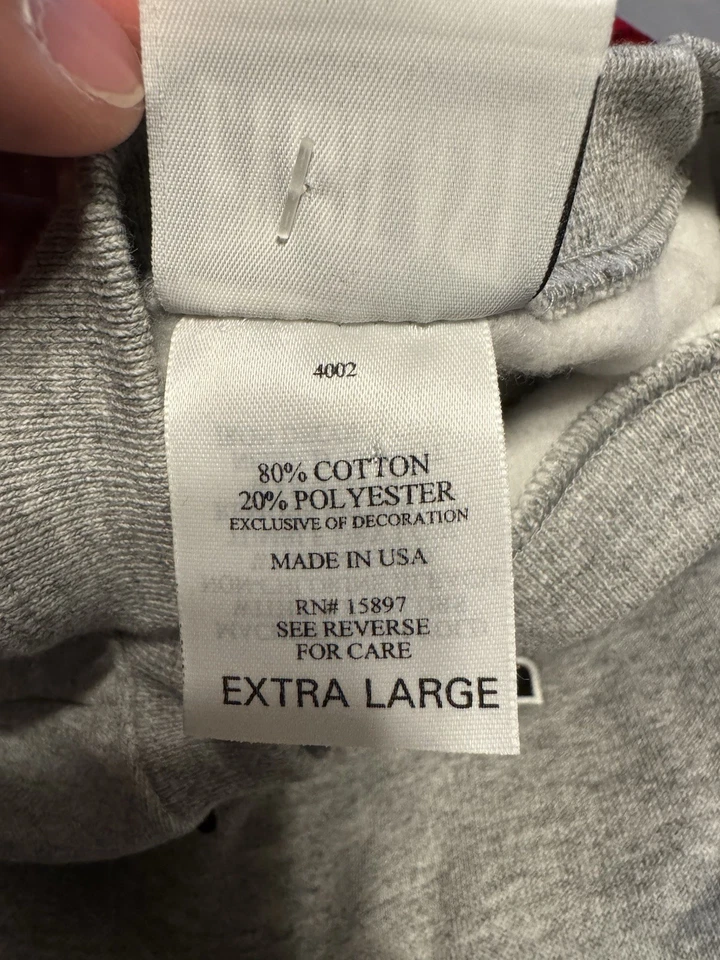 4002
80% COTTON
20% POLYESTER
EXCLUSIVE OF DECORATION
MADE IN USA
RN# 15897
SEE REVERSE
FOR CARE
EXTRA LARGE